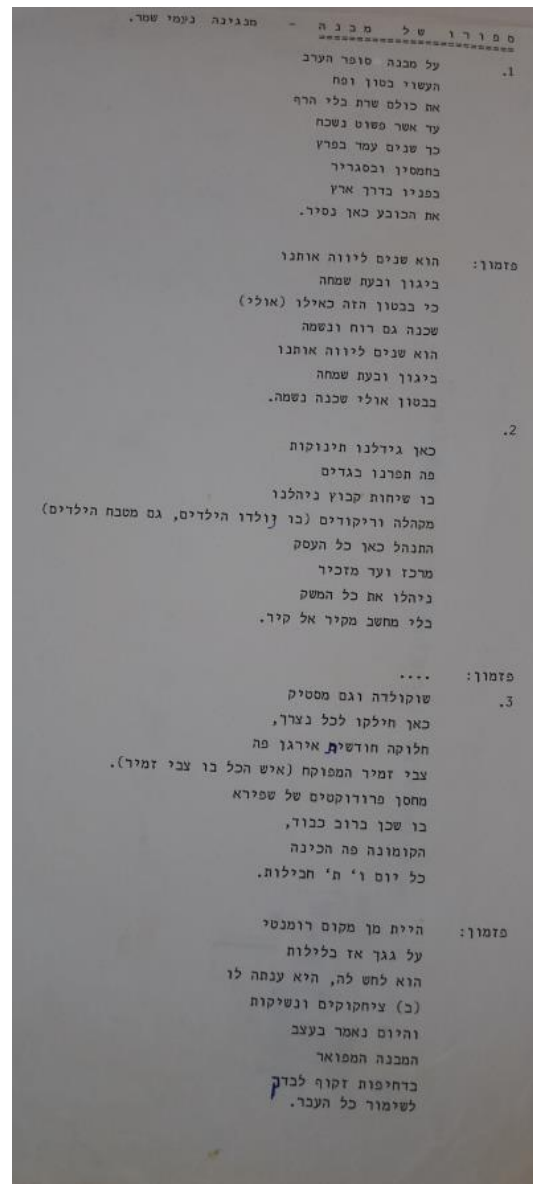 ס פ ו ר ו   ש ל   מ ב נ ה   -   מנגינה נעמי שמר.
==========================
1. על מבנה סופר הערב
העשוי בטון ופח
את כולם שרת בלי הרף
עד אשר פשוט נשכח
כך שנים עמד בפרץ
בחמסין ובסגריר
בפניו בדרך ארץ
את הכובע כאן נסיר.
פזמון: הוא שנים ליווה אותנו
ביגון ובעת שמחה
כי בבטון הזה כאילו (אולי)
שכנה גם רוח ונשמה
הוא שנים ליווה אותנו
ביגון ובעת שמחה
בבטון אולי שכנה נשמה.
2.
כאן גידלנו תינוקות
פה תפרנו בגדים
בו שיחות קבוץ ניהלנו
מקהלה וריקודים (בו נולדו הילדים, גם מטבח הילדים)
התנהל כאן כל העסק
מרכז ועד מזכיר
ניהלו את כל המשק
בלי מחשב מקיר אל קיר.
פזמון: ....
3. שוקולדה וגם מסטיק
כאן חילקו לכל נצרך,
חלוקה חודשית אירגן פה
צבי זמיר המפוקח (איש הכל בו צבי זמיר).
מחסן פרודוקטים של שפירא
בו שכן ברוב כבוד,
הקומונה פה הכינה
כל יום ו' ת' חבילות.
פזמון: היית מן מקום רומנטי
על גגך אז בלילות
הוא לחש לה, היא ענתה לו
(ב) ציחקוקים ונשיקות
והיום נאמר בעצב
המבנה המפואר
בדחיפות זקוף לבדק
לשימור כל העבר.